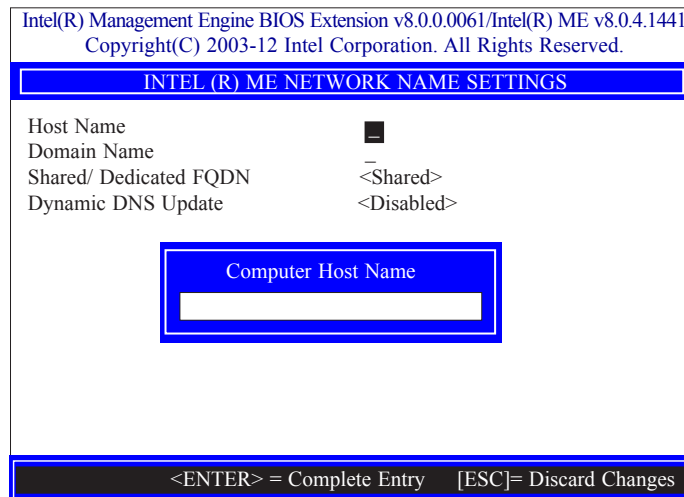 Intel(R) Management Engine BIOS Extension v8.0.0.0061/Intel(R) ME v8.0.4.1441
Copyright(C) 2003-12 Intel Corporation. All Rights Reserved.
INTEL (R) ME NETWORK NAME SETTINGS
Host Name _
Domain Name _
Shared/ Dedicated FQDN <Shared>
Dynamic DNS Update <Disabled>
Computer Host Name
<ENTER> = Complete Entry [ESC]= Discard Changes